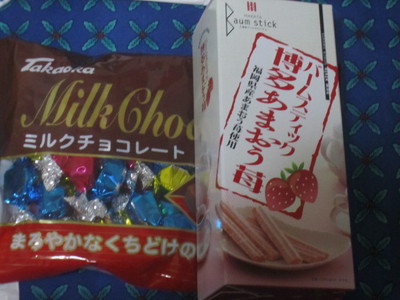 Takaoka
Milk Choc
ミルクチョコレート
まろやかなくちどけの
aum stick
バームスティック
博多あまおう苺
福岡県産あまおう苺使用